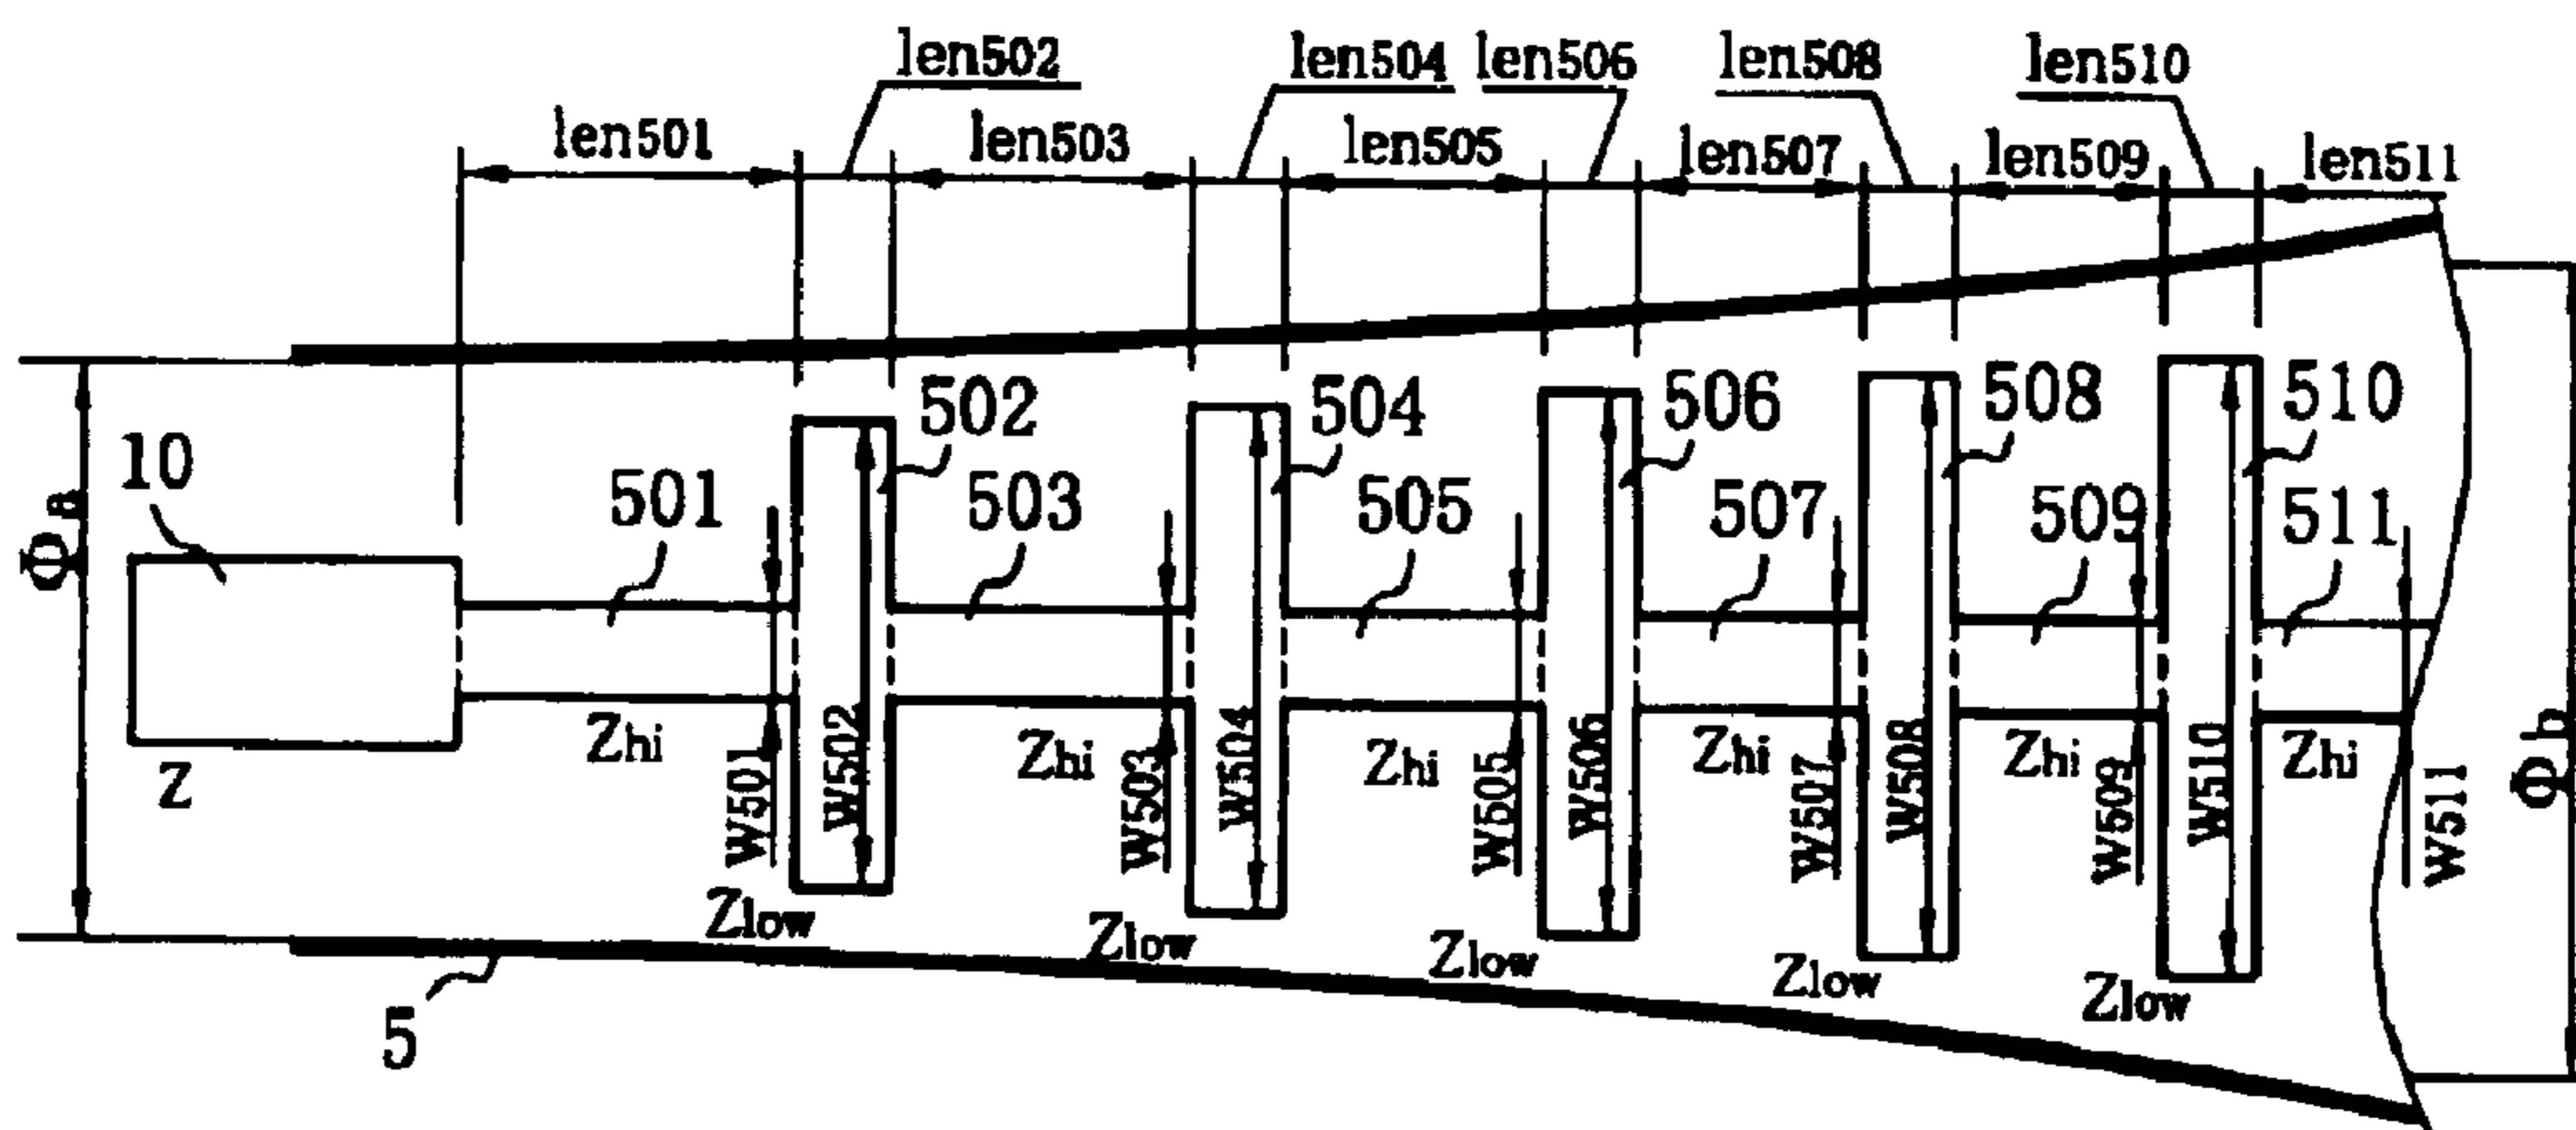 len502 len504 len506 len508 len510
len501 len503 len505 len507 len509 len511
502 504 506 508 510
10 501 503 505 507 509 511
Φa
Φb
Z
Zhi Zhi Zhi Zhi Zhi Zhi
W501 W502 W503 W504 W505 W506 W507 W508 W509 W510 W511
Zlow Zlow Zlow Zlow Zlow
5